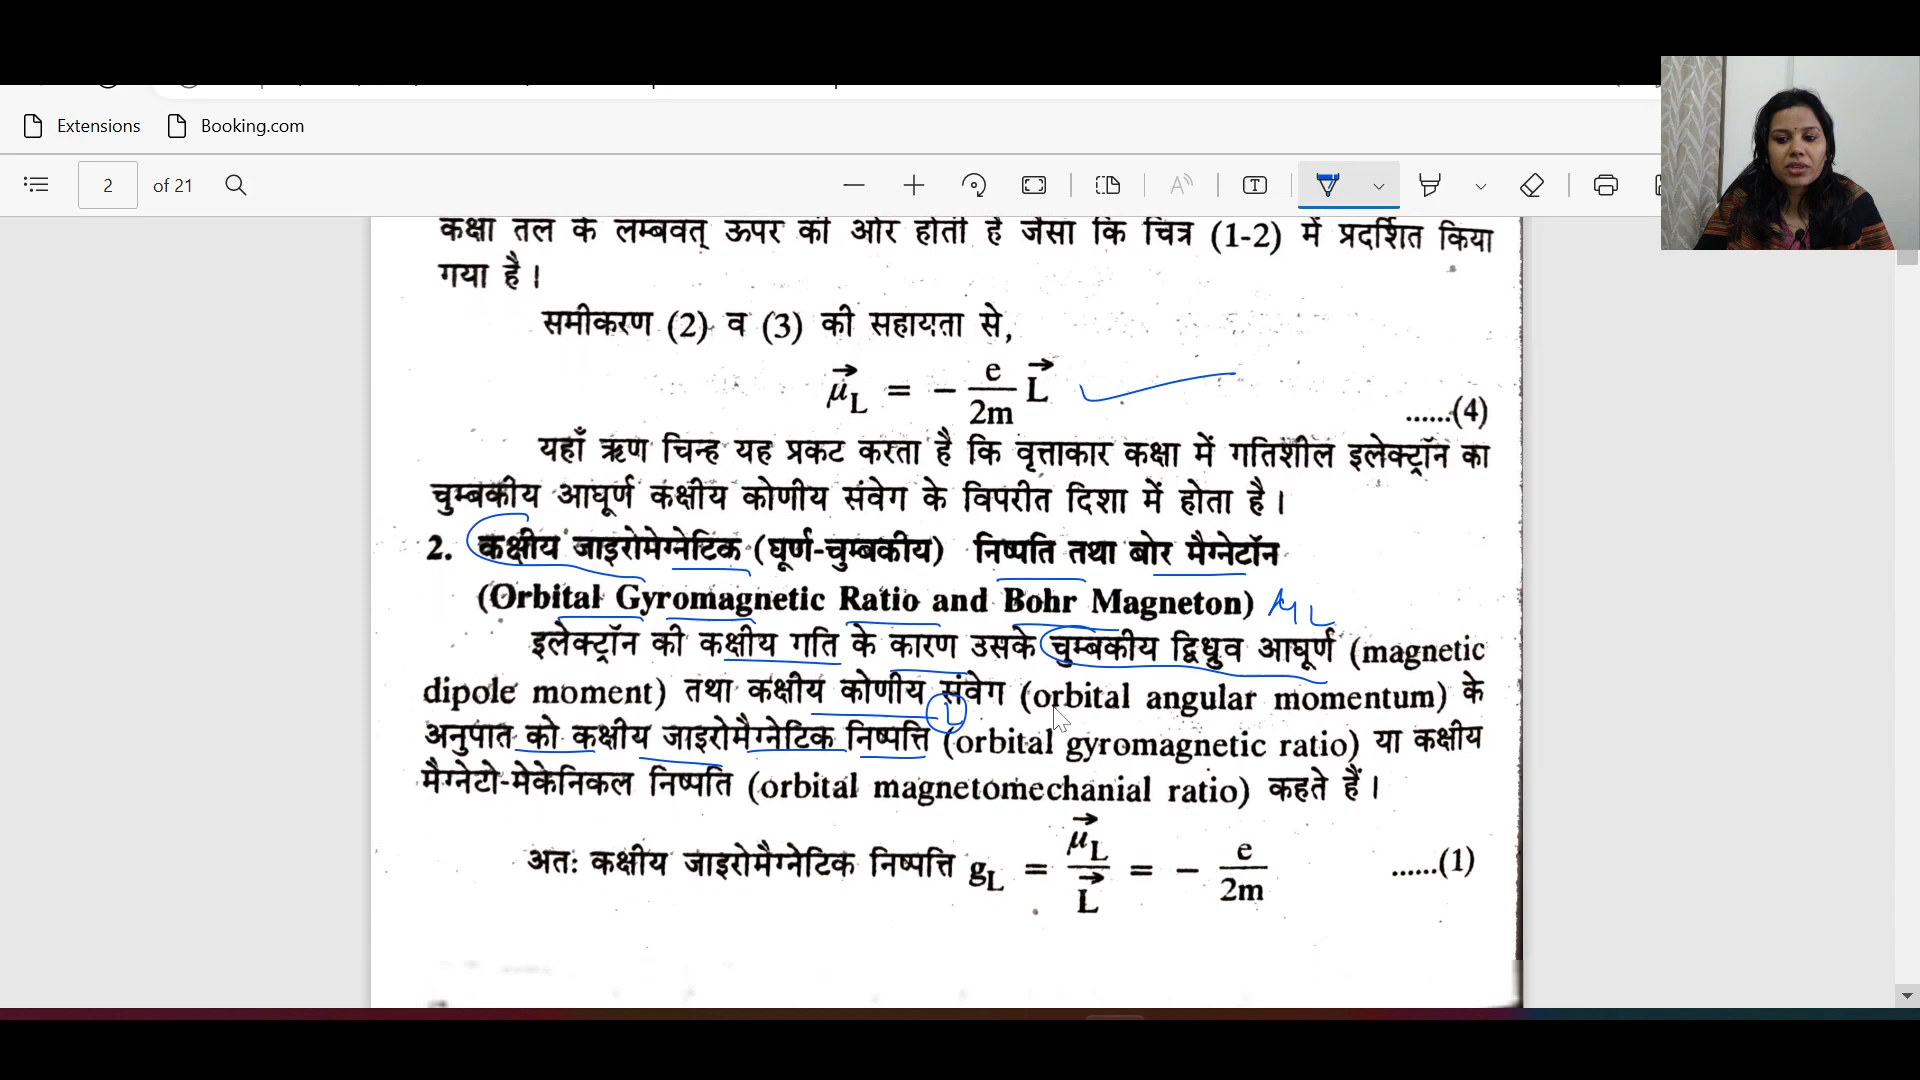 Extensions Booking.com
2 of 21
कक्षा तल के लम्बवत् ऊपर की ओर होती है जैसा कि चित्र (1-2) में प्रदर्शित किया
गया है।
समीकरण (2) व (3) की सहायता से,
μ⃗_L = − e/2m L⃗ ......(4)
यहाँ ऋण चिन्ह यह प्रकट करता है कि वृत्ताकार कक्षा में गतिशील इलेक्ट्रॉन का
चुम्बकीय आघूर्ण कक्षीय कोणीय संवेग के विपरीत दिशा में होता है।
2. कक्षीय जाइरोमेग्नेटिक (घूर्ण-चुम्बकीय) निष्पति तथा बोर मैग्नेटॉन
(Orbital Gyromagnetic Ratio and Bohr Magneton) μL
इलेक्ट्रॉन की कक्षीय गति के कारण उसके चुम्बकीय द्विध्रुव आघूर्ण (magnetic
dipole moment) तथा कक्षीय कोणीय संवेग (orbital angular momentum) के
L
अनुपात को कक्षीय जाइरोमैग्नेटिक निष्पत्ति (orbital gyromagnetic ratio) या कक्षीय
मैग्नेटो-मेकेनिकल निष्पति (orbital magnetomechanial ratio) कहते हैं।
अतः कक्षीय जाइरोमैग्नेटिक निष्पत्ति g_L = μ⃗_L/L⃗ = − e/2m ......(1)